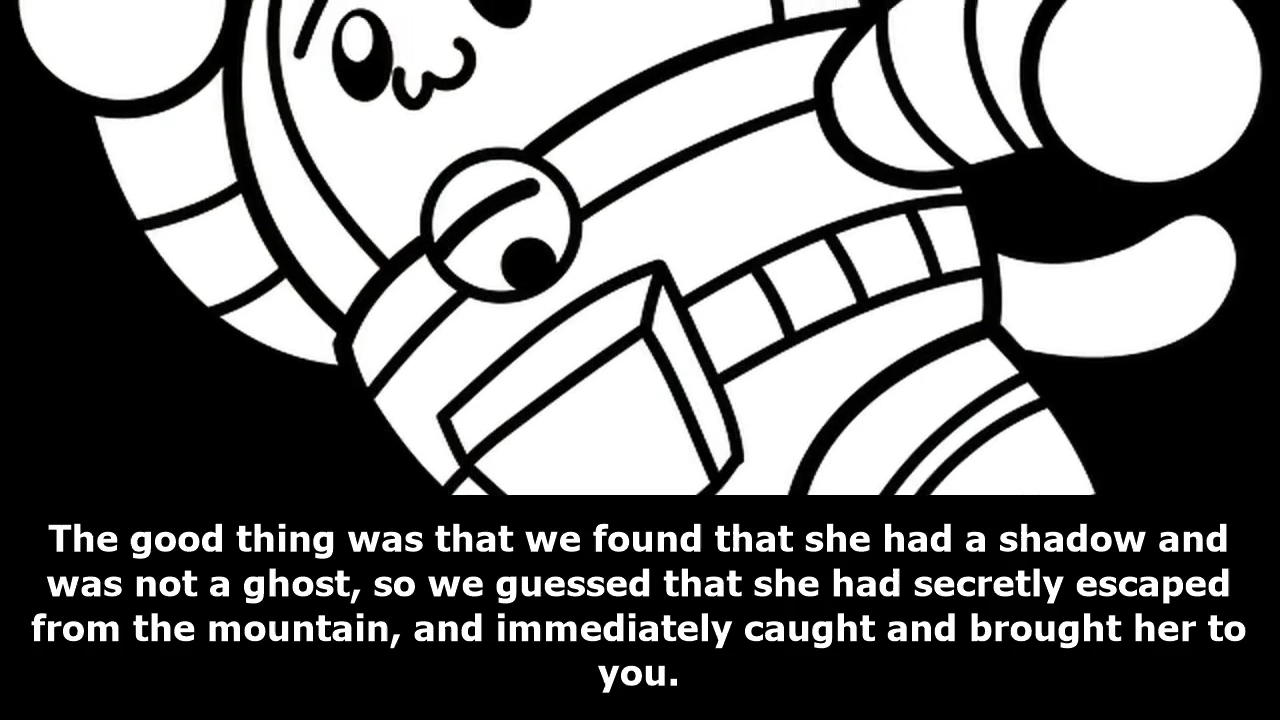 The good thing was that we found that she had a shadow and
was not a ghost, so we guessed that she had secretly escaped
from the mountain, and immediately caught and brought her to
you.